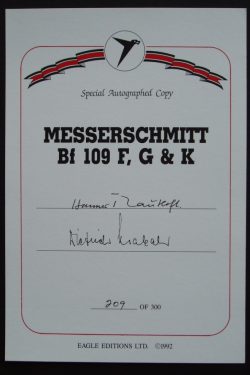 Special Autographed Copy
MESSERSCHMITT
Bf 109 F, G & K
209 OF 300
EAGLE EDITIONS LTD. ©1992